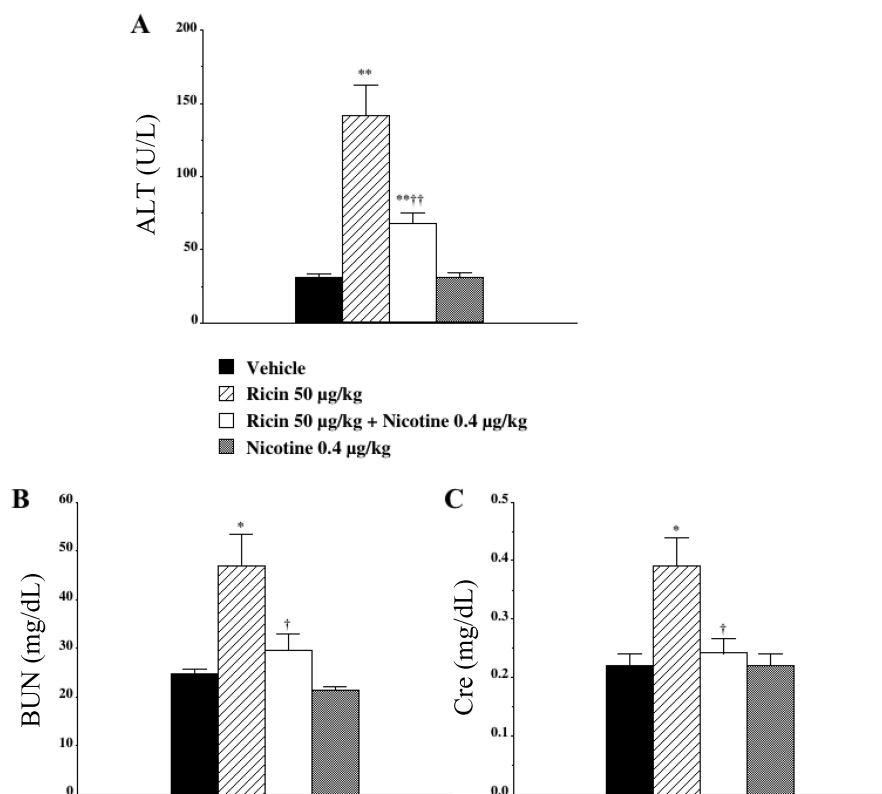 A
200
150
100
50
0
ALT (U/L)
**
**††
Vehicle
Ricin 50 µg/kg
Ricin 50 µg/kg + Nicotine 0.4 µg/kg
Nicotine 0.4 µg/kg
B
60
50
40
30
20
10
0
BUN (mg/dL)
*
†
C
0.5
0.4
0.3
0.2
0.1
0.0
Cre (mg/dL)
*
†